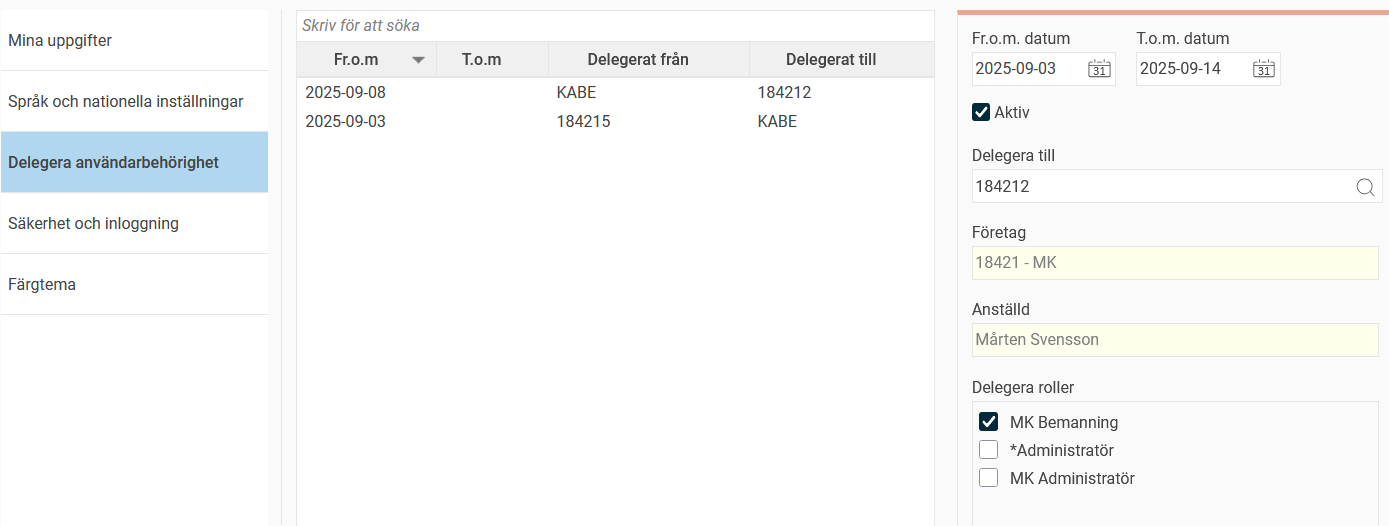 Mina uppgifter
Språk och nationella inställningar
Delegera användarbehörighet
Säkerhet och inloggning
Färgtema
Skriv för att söka
Fr.o.m T.o.m Delegerat från Delegerat till
2025-09-08 KABE 184212
2025-09-03 184215 KABE
Fr.o.m. datum T.o.m. datum
2025-09-03 31 2025-09-14 31
Aktiv
Delegera till
184212
Företag
18421 - MK
Anställd
Mårten Svensson
Delegera roller
MK Bemanning
*Administratör
MK Administratör